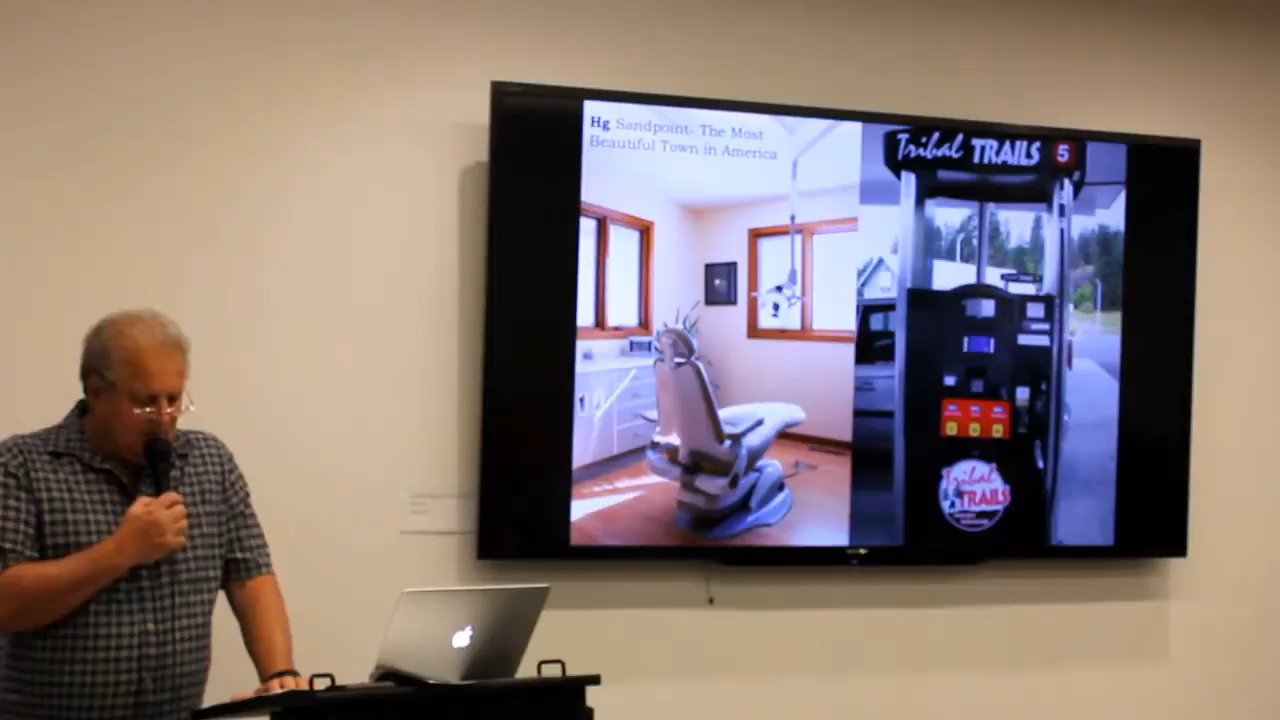 Hg Sandpoint- The Most
Beautiful Town in America
Tribal TRAILS 5
Tribal
TRAILS